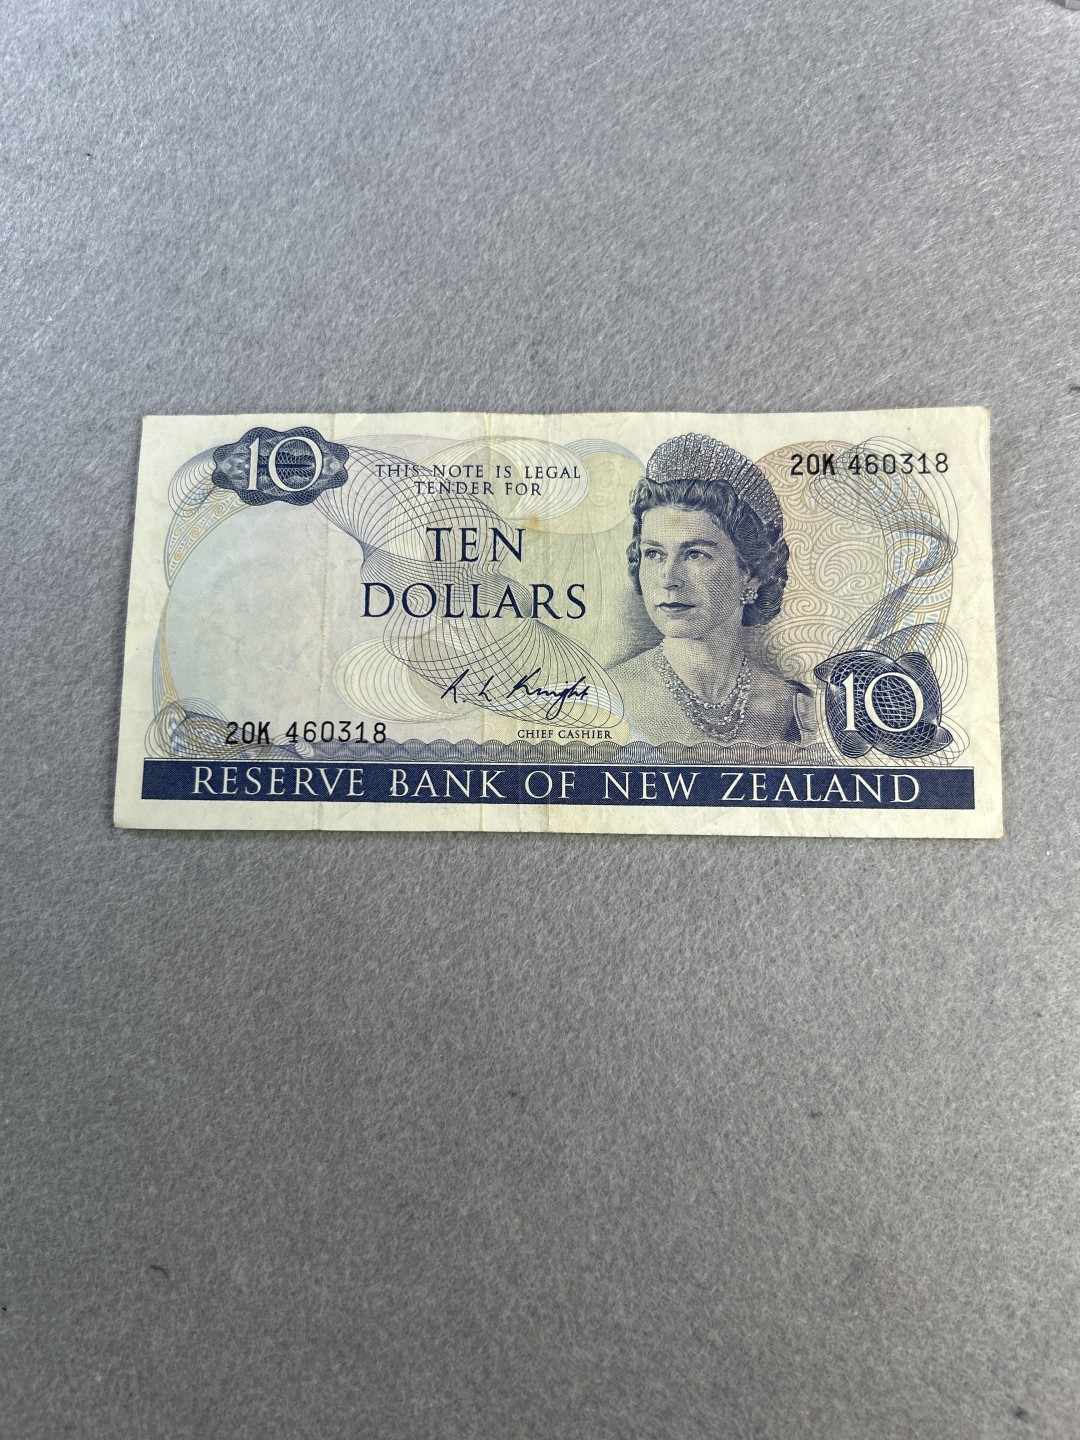 10
THIS NOTE IS LEGAL
TENDER FOR
20K 460318
TEN
DOLLARS
R. L. Knight
10
20K 460318
CHIEF CASHIER
RESERVE BANK OF NEW ZEALAND